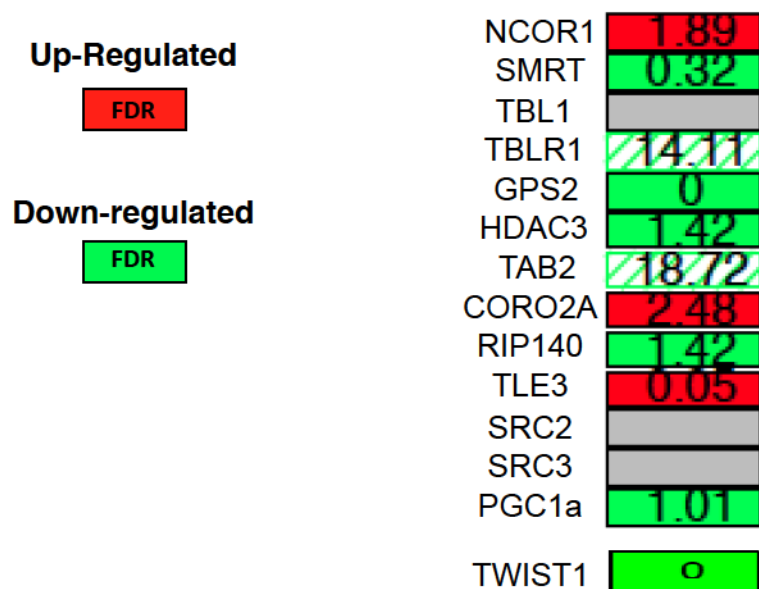 Up-Regulated
FDR
Down-regulated
FDR
NCOR1 1.89
SMRT 0.32
TBL1
TBLR1 14.11
GPS2 0
HDAC3 1.42
TAB2 18.72
CORO2A 2.48
RIP140 1.42
TLE3 0.05
SRC2
SRC3
PGC1a 1.01
TWIST1 0